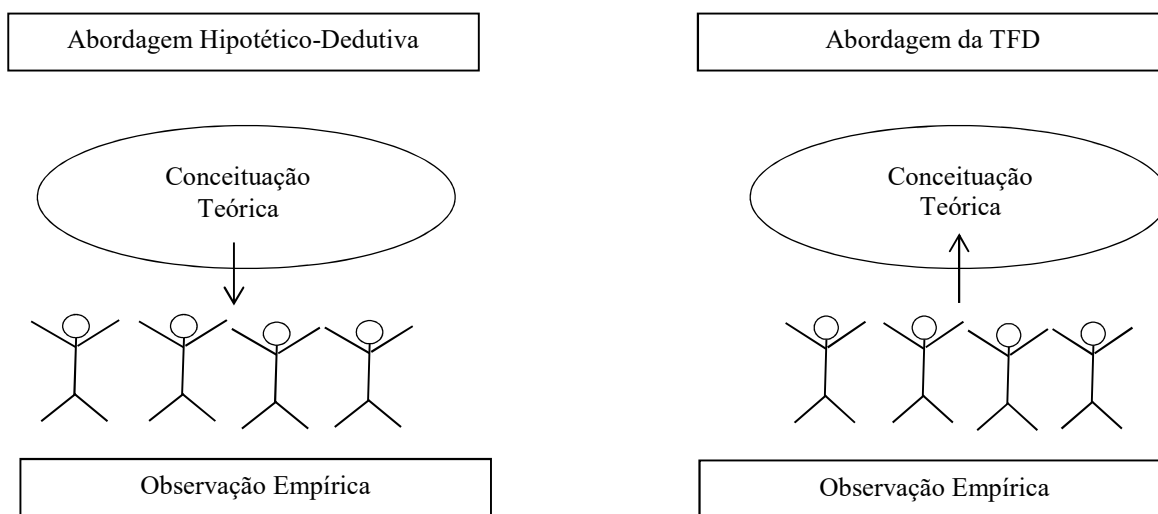 Abordagem Hipotético-Dedutiva
Conceituação
Teórica
Observação Empírica
Abordagem da TFD
Conceituação
Teórica
Observação Empírica